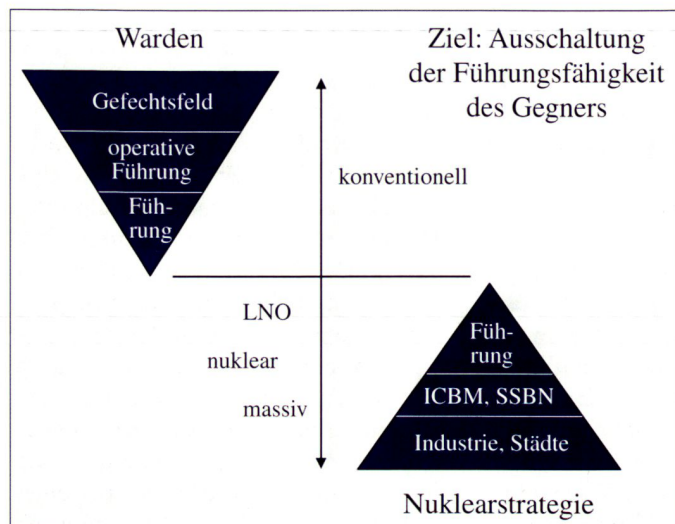 Warden
Ziel: Ausschaltung
der Führungsfähigkeit
des Gegners
Gefechtsfeld
operative
Führung
Füh-
rung
konventionell
LNO
nuklear
massiv
Füh-
rung
ICBM, SSBN
Industrie, Städte
Nuklearstrategie